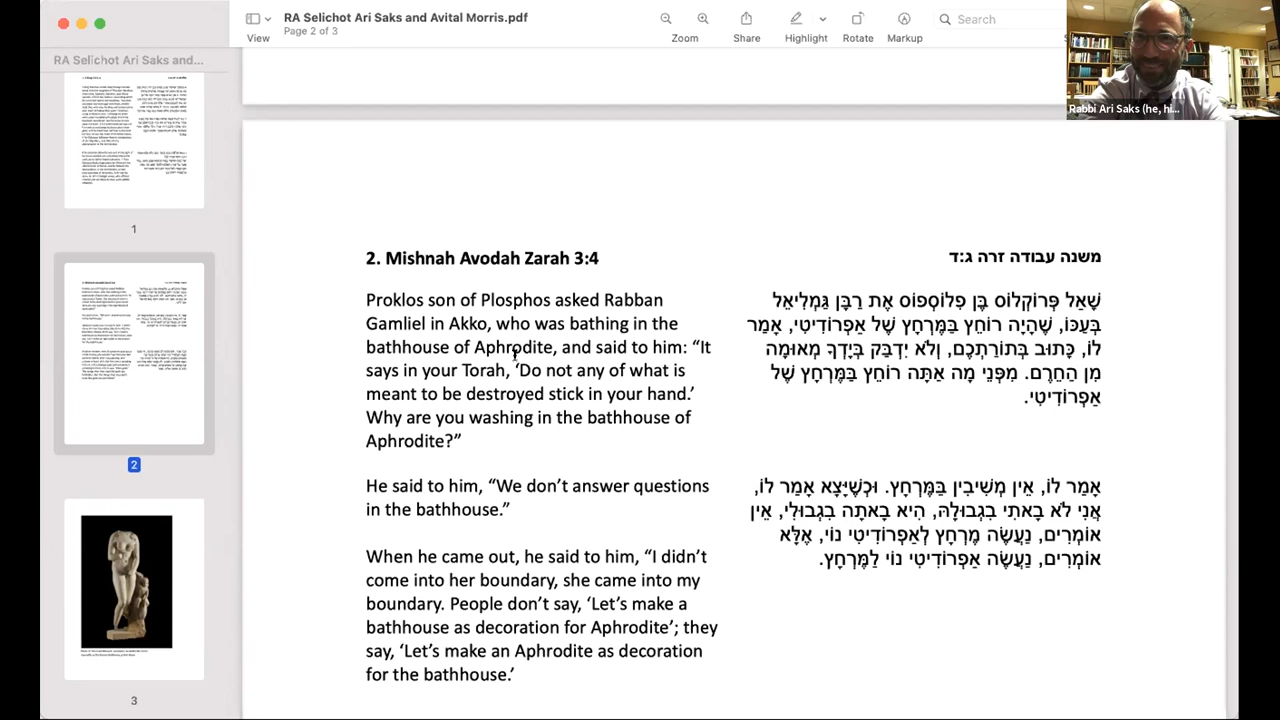 RA Selichot Ari Saks and Avital Morris.pdf
Page 2 of 3
View
Zoom
Share
Highlight
Rotate
Markup
Search
RA Selichot Ari Saks and...
Rabbi Ari Saks (he, hi...
1
2
3
2. Mishnah Avodah Zarah 3:4
Proklos son of Plosphos asked Rabban
Gamliel in Akko, who was bathing in the
bathhouse of Aphrodite, and said to him: “It
says in your Torah, ‘Do not any of what is
meant to be destroyed stick in your hand.’
Why are you washing in the bathhouse of
Aphrodite?”
He said to him, “We don’t answer questions
in the bathhouse.”
When he came out, he said to him, “I didn’t
come into her boundary, she came into my
boundary. People don’t say, ‘Let’s make a
bathhouse as decoration for Aphrodite’; they
say, ‘Let’s make an Aphrodite as decoration
for the bathhouse.’
משנה עבודה זרה ג:ד
שָׁאַל פְּרוֹקְלוֹס בֶּן פִלוֹסְפוֹס אֶת רַבָּן גַּמְלִיאֵל
בְּעַכּוֹ, שֶׁהָיָה רוֹחֵץ בַּמֶּרְחָץ שֶׁל אַפְרוֹדִיטִי, אָמַר
לוֹ, כָּתוּב בְּתוֹרַתְכֶם, וְלֹא יִדְבַּק בְּיָדְךָ מְאוּמָה
מִן הַחֵרֶם. מִפְּנֵי מָה אַתָּה רוֹחֵץ בַּמֶּרְחָץ שֶׁל
אַפְרוֹדִיטִי.
אָמַר לוֹ, אֵין מְשִׁיבִין בַּמֶּרְחָץ. וּכְשֶׁיָּצָא אָמַר לוֹ,
אֲנִי לֹא בָאתִי בִגְבוּלָהּ, הִיא בָאתָה בִגְבוּלִי, אֵין
אוֹמְרִים, נַעֲשֶׂה מֶרְחָץ לְאַפְרוֹדִיטִי נוֹי, אֶלָּא
אוֹמְרִים, נַעֲשֶׂה אַפְרוֹדִיטִי נוֹי לַמֶּרְחָץ.